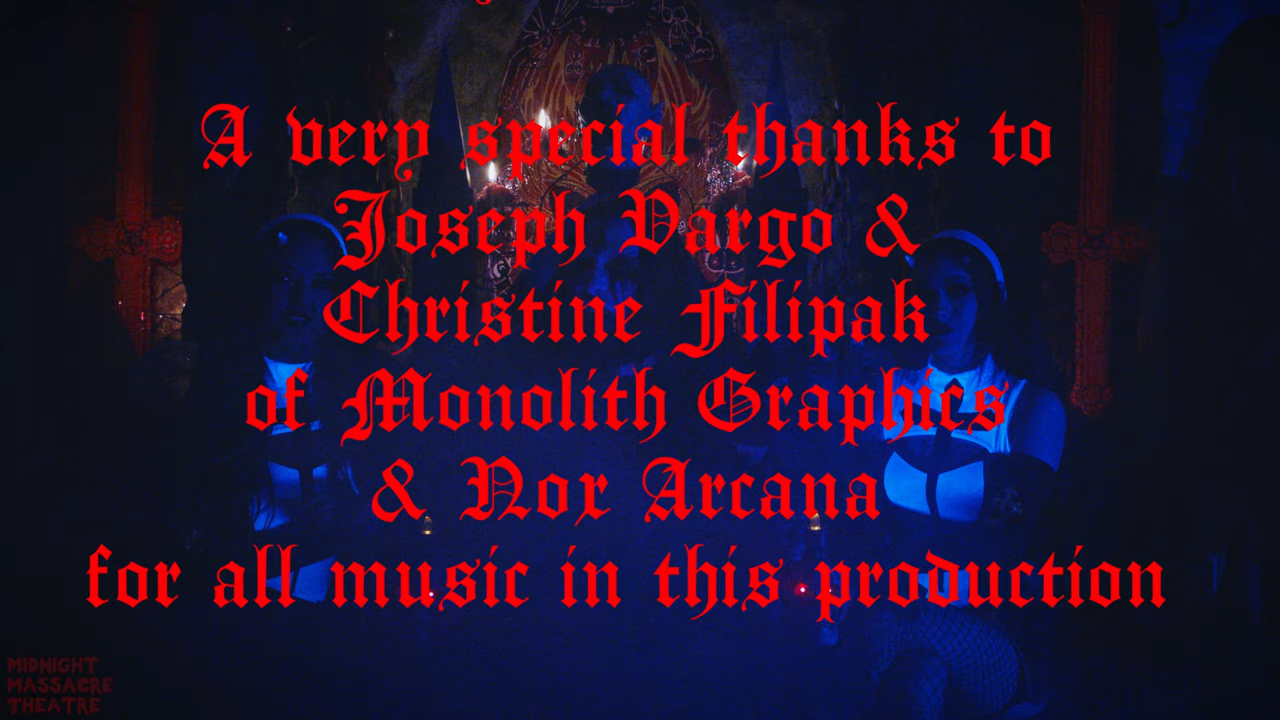 A very special thanks to
Joseph Vargo &
Christine Filipak
of Monolith Graphics
& Nox Arcana
for all music in this production
MIDNIGHT
MASSACRE
THEATRE